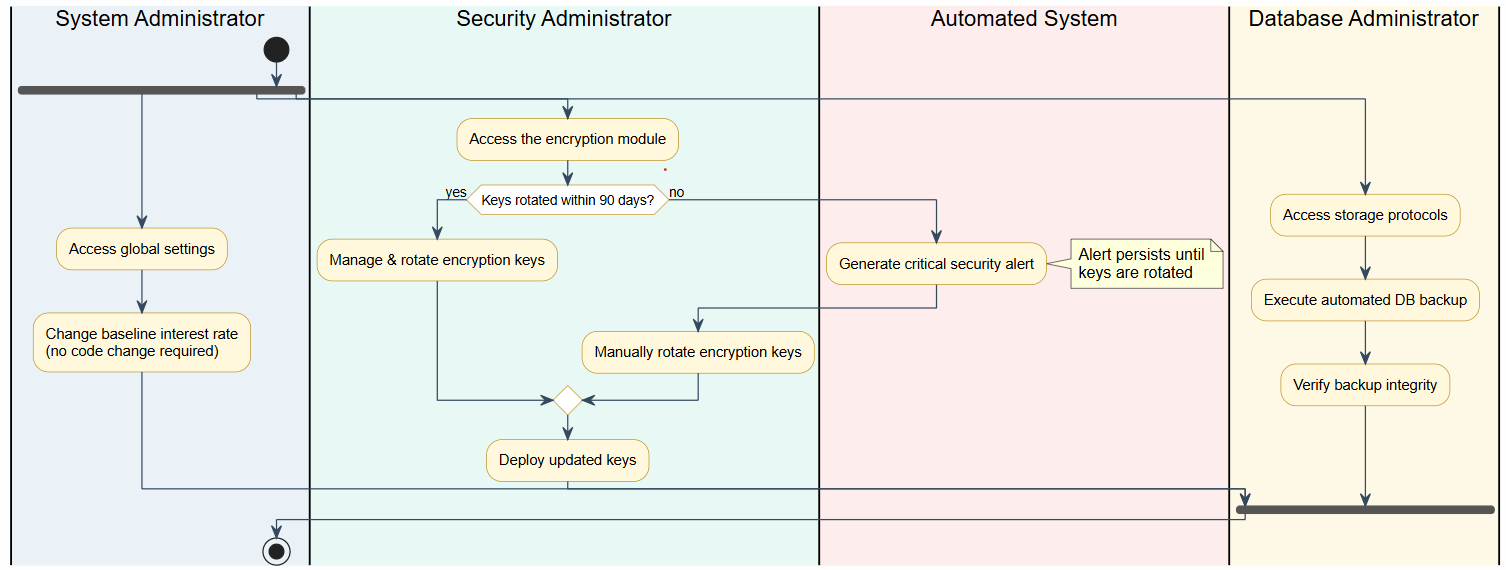 System Administrator
Security Administrator
Automated System
Database Administrator
Access the encryption module
yes
Keys rotated within 90 days?
no
Access storage protocols
Access global settings
Manage & rotate encryption keys
Generate critical security alert
Alert persists until
keys are rotated
Execute automated DB backup
Change baseline interest rate
(no code change required)
Manually rotate encryption keys
Verify backup integrity
Deploy updated keys